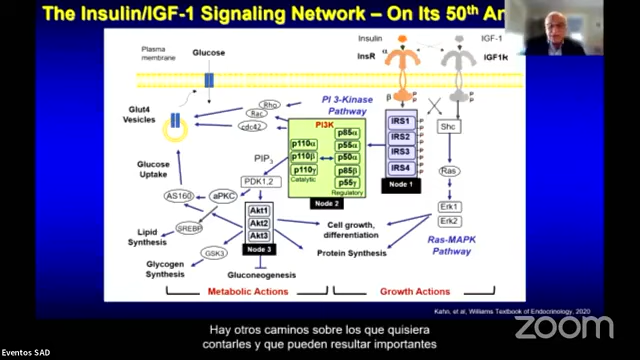 The Insulin/IGF-1 Signaling Network – On Its 50th An
Insulin
IGF-1
Plasma
membrane
Glucose
InsR
α
IGF1R
β
P
P
P
P
Glut4
Vesicles
Rho
Rac
cdc42
PI 3-Kinase
Pathway
PI3K
p110α
p110β
p110γ
Catalytic
p85α
p55α
p50α
p85β
p55γ
Regulatory
Node 2
IRS1
IRS2
IRS3
IRS4
Node 1
Shc
Ras
Erk1
Erk2
Ras-MAPK
Pathway
PIP3
PDK1,2
Glucose
Uptake
AS160
aPKC
Akt1
Akt2
Akt3
Node 3
Lipid
Synthesis
SREBP
GSK3
Glycogen
Synthesis
Gluconeogenesis
Cell growth,
differentiation
Protein Synthesis
Metabolic Actions
Growth Actions
Kahn, et al, Williams Textbook of Endocrinology, 2020
Hay otros caminos sobre los que quisiera
contarles y que pueden resultar importantes
Eventos SAD
zoom